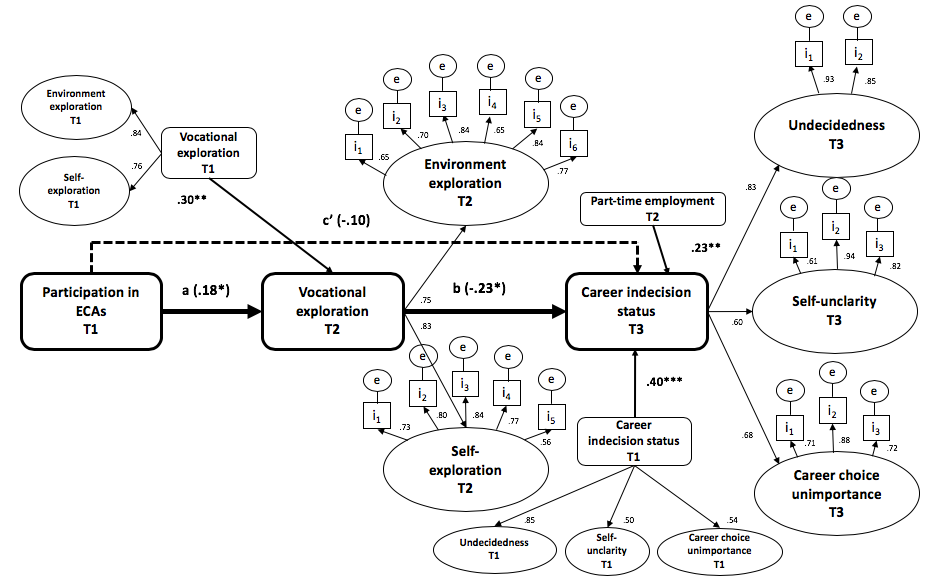 Environment
exploration
T1
.84
Self-
exploration
T1
.76
Vocational
exploration
T1
.30**
e
e
e
e
e
e
i1
i2
i3
i4
i5
i6
.65
.70
.84
.65
.84
.77
Environment
exploration
T2
c’ (-.10)
Participation in
ECAs
T1
a (.18*)
Vocational
exploration
T2
.75
.83
b (-.23*)
Part-time employment
T2
.23**
Career indecision
status
T3
e
e
e
e
e
i1
i2
i3
i4
i5
.73
.80
.84
.77
.56
Self-
exploration
T2
.40***
Career
indecision status
T1
.85
.50
.54
Undecidedness
T1
Self-
unclarity
T1
Career choice
unimportance
T1
.83
.60
.68
e
e
i1
i2
.93
.85
Undecidedness
T3
e
e
e
i1
i2
i3
.61
.94
.82
Self-unclarity
T3
e
e
e
i1
i2
i3
.71
.88
.72
Career choice
unimportance
T3